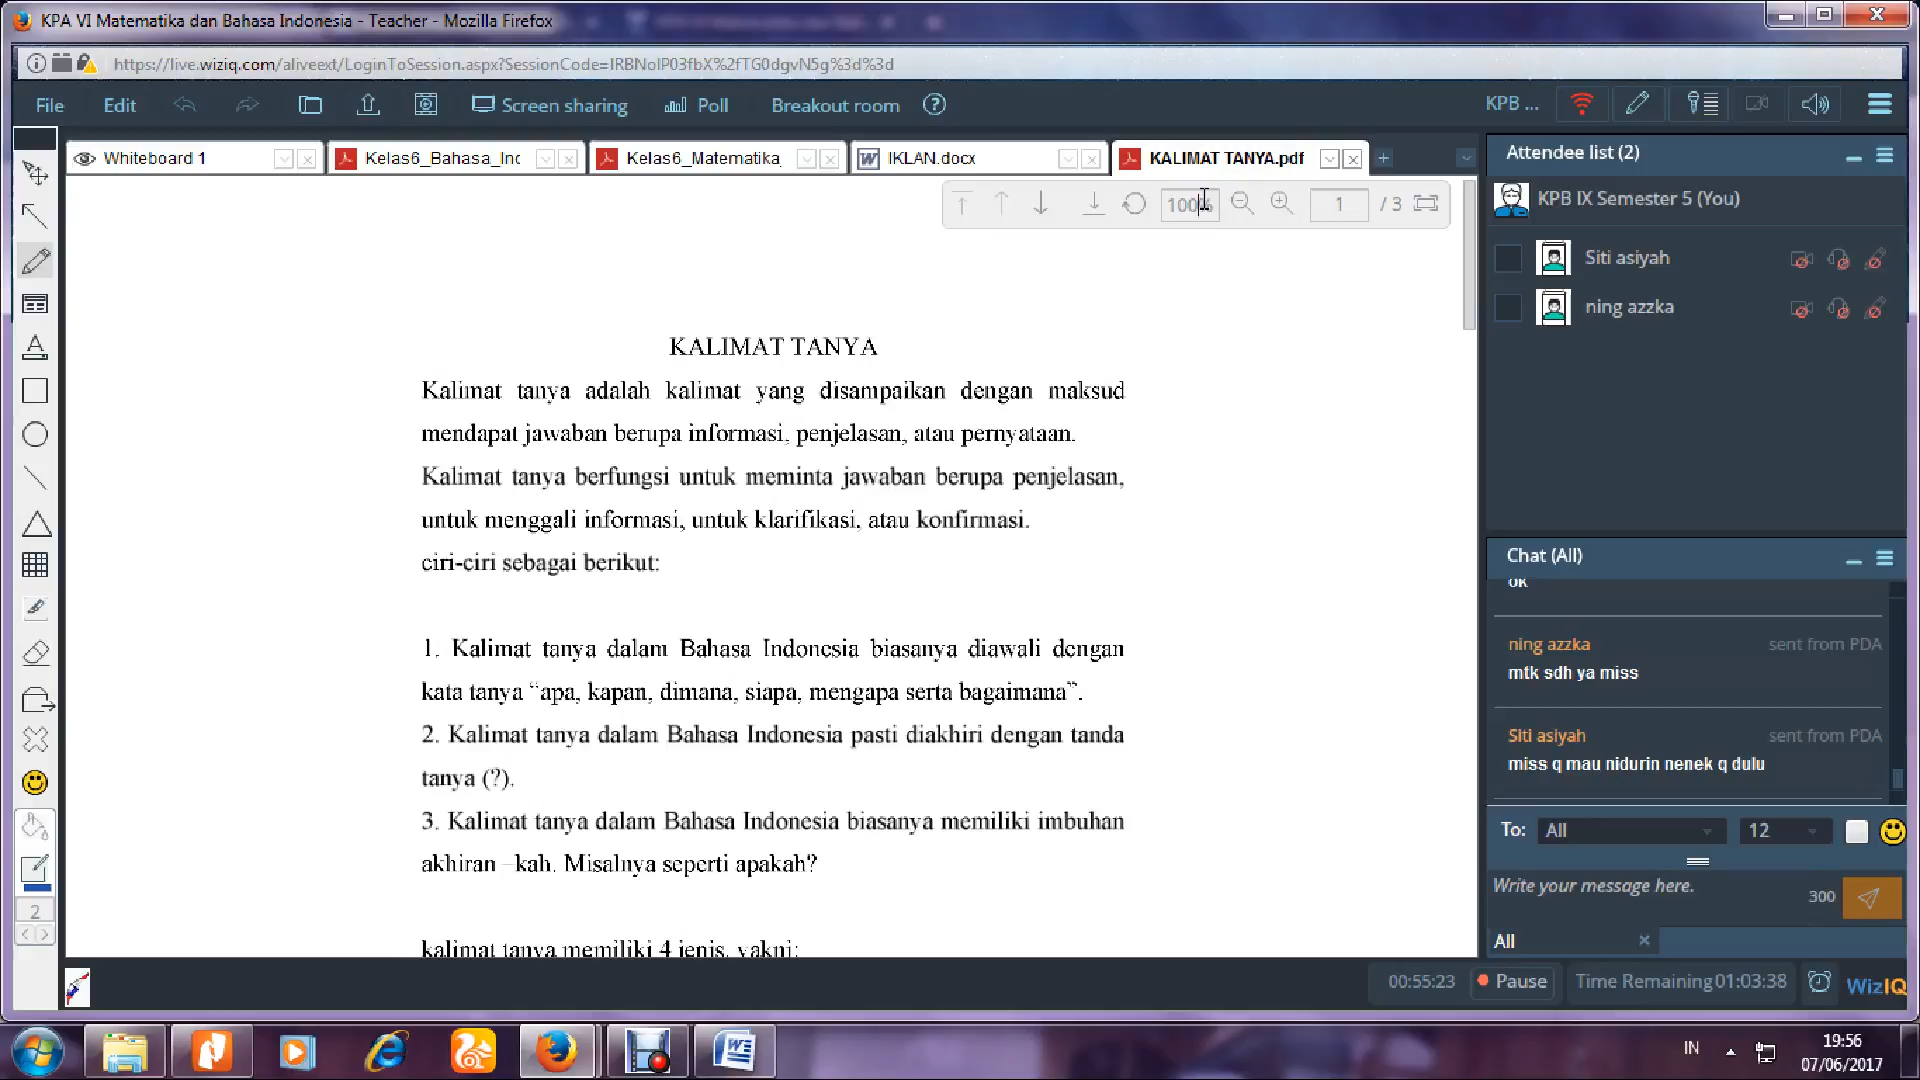 KPA VI Matematika dan Bahasa Indonesia - Teacher - Mozilla Firefox
https://live.wiziq.com/aliveext/LoginToSession.aspx?SessionCode=IRBNolP03fbX%2fTG0dgvN5g%3d%3d
File Edit Screen sharing Poll Breakout room KPB ...
Whiteboard 1 Kelas6_Bahasa_Inc Kelas6_Matematika_ IKLAN.docx KALIMAT TANYA.pdf
100% 1 / 3
KALIMAT TANYA
Kalimat tanya adalah kalimat yang disampaikan dengan maksud
mendapat jawaban berupa informasi, penjelasan, atau pernyataan.
Kalimat tanya berfungsi untuk meminta jawaban berupa penjelasan,
untuk menggali informasi, untuk klarifikasi, atau konfirmasi.
ciri-ciri sebagai berikut:
1. Kalimat tanya dalam Bahasa Indonesia biasanya diawali dengan
kata tanya “apa, kapan, dimana, siapa, mengapa serta bagaimana”.
2. Kalimat tanya dalam Bahasa Indonesia pasti diakhiri dengan tanda
tanya (?).
3. Kalimat tanya dalam Bahasa Indonesia biasanya memiliki imbuhan
akhiran –kah. Misalnya seperti apakah?
kalimat tanya memiliki 4 jenis, yakni:
2
Attendee list (2)
KPB IX Semester 5 (You)
Siti asiyah
ning azzka
Chat (All)
ok
ning azzka sent from PDA
mtk sdh ya miss
Siti asiyah sent from PDA
miss q mau nidurin nenek q dulu
To: All 12
Write your message here. 300
All
00:55:23 Pause Time Remaining 01:03:38 WizIQ
IN 19:56
07/06/2017